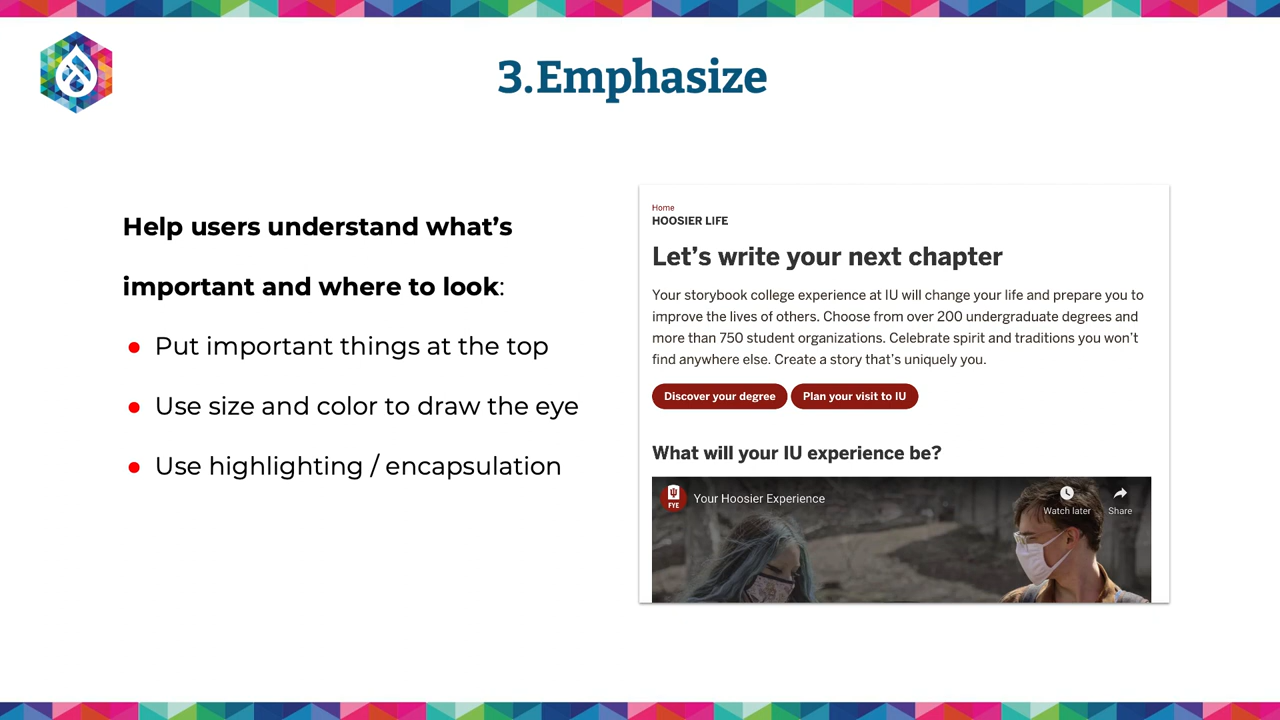 3.Emphasize
Help users understand what’s
important and where to look:
● Put important things at the top
● Use size and color to draw the eye
● Use highlighting / encapsulation
Home
HOOSIER LIFE
Let’s write your next chapter
Your storybook college experience at IU will change your life and prepare you to
improve the lives of others. Choose from over 200 undergraduate degrees and
more than 750 student organizations. Celebrate spirit and traditions you won’t
find anywhere else. Create a story that’s uniquely you.
Discover your degree
Plan your visit to IU
What will your IU experience be?
FYE
Your Hoosier Experience
Watch later
Share